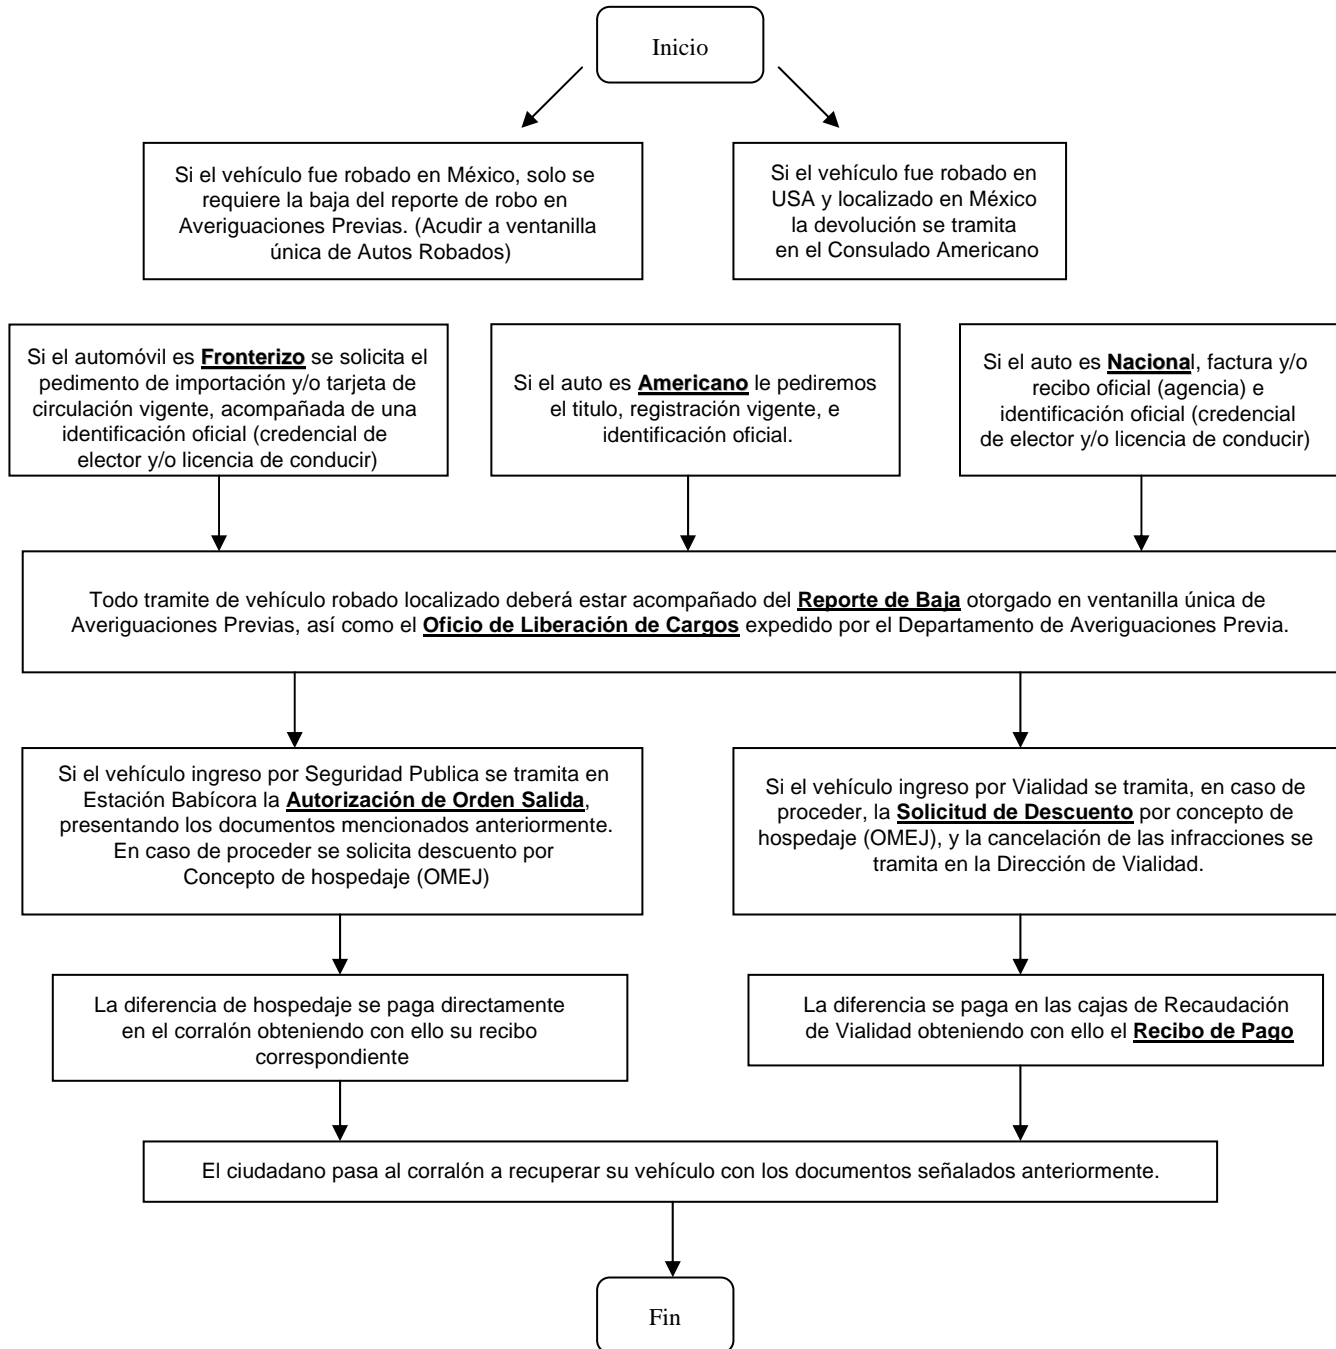 Inicio
Si el vehículo fue robado en México, solo se
requiere la baja del reporte de robo en
Averiguaciones Previas. (Acudir a ventanilla
única de Autos Robados)
Si el vehículo fue robado en
USA y localizado en México
la devolución se tramita
en el Consulado Americano
Si el automóvil es Fronterizo se solicita el
pedimento de importación y/o tarjeta de
circulación vigente, acompañada de una
identificación oficial (credencial de
elector y/o licencia de conducir)
Si el auto es Americano le pediremos
el titulo, registración vigente, e
identificación oficial.
Si el auto es Nacional, factura y/o
recibo oficial (agencia) e
identificación oficial (credencial
de elector y/o licencia de conducir)
Todo tramite de vehículo robado localizado deberá estar acompañado del Reporte de Baja otorgado en ventanilla única de
Averiguaciones Previas, así como el Oficio de Liberación de Cargos expedido por el Departamento de Averiguaciones Previa.
Si el vehículo ingreso por Seguridad Publica se tramita en
Estación Babícora la Autorización de Orden Salida,
presentando los documentos mencionados anteriormente.
En caso de proceder se solicita descuento por
Concepto de hospedaje (OMEJ)
Si el vehículo ingreso por Vialidad se tramita, en caso de
proceder, la Solicitud de Descuento por concepto de
hospedaje (OMEJ), y la cancelación de las infracciones se
tramita en la Dirección de Vialidad.
La diferencia de hospedaje se paga directamente
en el corralón obteniendo con ello su recibo
correspondiente
La diferencia se paga en las cajas de Recaudación
de Vialidad obteniendo con ello el Recibo de Pago
El ciudadano pasa al corralón a recuperar su vehículo con los documentos señalados anteriormente.
Fin